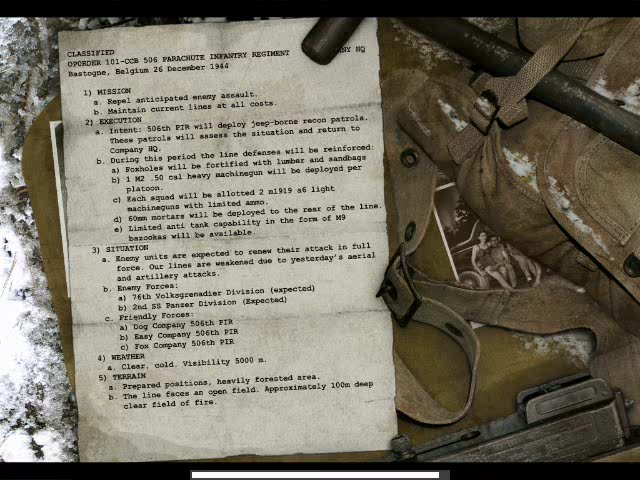 CLASSIFIED
OPORDER 101-CCB 506 PARACHUTE INFANTRY REGIMENT NY HQ
Bastogne, Belgium 26 December 1944
1) MISSION
a. Repel anticipated enemy assault.
b. Maintain current lines at all costs.
2) EXECUTION
a. Intent: 506th PIR will deploy jeep-borne recon patrols.
These patrols will assess the situation and return to
Company HQ.
b. During this period the line defenses will be reinforced:
a) Foxholes will be fortified with lumber and sandbags
b) 1 M2 .50 cal heavy machinegun will be deployed per
platoon.
c) Each squad will be allotted 2 m1919 a6 light
machineguns with limited ammo.
d) 60mm mortars will be deployed to the rear of the line.
e) Limited anti tank capability in the form of M9
bazookas will be available.
3) SITUATION
a. Enemy units are expected to renew their attack in full
force. Our lines are weakened due to yesterday's aerial
and artillery attacks.
b. Enemy Forces:
a) 76th Volksgrenadier Division (expected)
b) 2nd SS Panzer Division (Expected)
c. Friendly Forces:
a) Dog Company 506th PIR
b) Easy Company 506th PIR
c) Fox Company 506th PIR
4) WEATHER
a. Clear, cold. Visibility 5000 m.
5) TERRAIN
a. Prepared positions, heavily forested area.
b. The line faces an open field. Approximately 100m deep
clear field of fire.